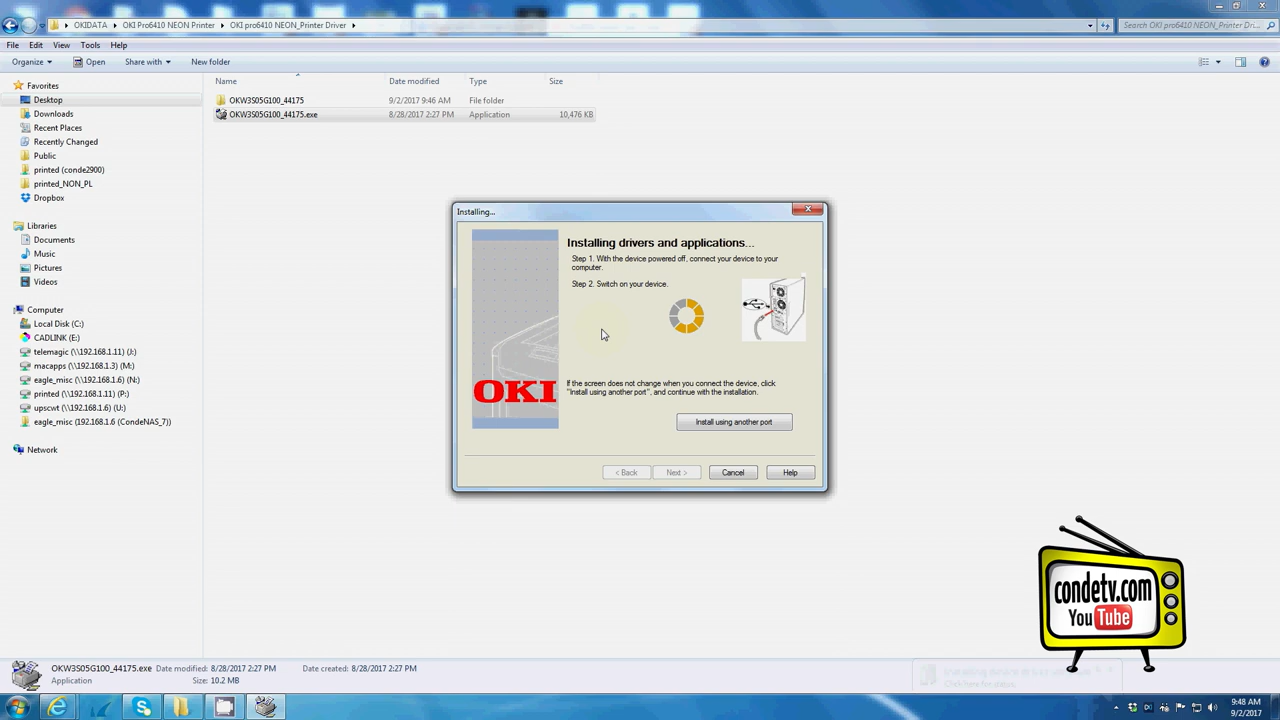 OKIDATA
OKI Pro6410 NEON Printer
OKI pro6410 NEON_Printer Driver
Search OKI pro6410 NEON_Printer Dri...
File Edit View Tools Help
Organize Open Share with New folder
Name Date modified Type Size
Favorites
Desktop
Downloads
Recent Places
Recently Changed
Public
printed (conde2900)
printed_NON_PL
Dropbox
Libraries
Documents
Music
Pictures
Videos
Computer
Local Disk (C:)
CADLINK (E:)
telemagic (\\192.168.1.11) (J:)
macapps (\\192.168.1.3) (M:)
eagle_misc (\\192.168.1.6) (N:)
printed (\\192.168.1.11) (P:)
upscwt (\\192.168.1.6) (U:)
eagle_misc (192.168.1.6 (CondeNAS_7))
Network
OKW3S05G100_44175 9/2/2017 9:46 AM File folder
OKW3S05G100_44175.exe 8/28/2017 2:27 PM Application 10,476 KB
Installing...
Installing drivers and applications...
Step 1. With the device powered off, connect your device to your
computer.
Step 2. Switch on your device.
OKI
If the screen does not change when you connect the device, click
"Install using another port", and continue with the installation.
Install using another port
< Back Next > Cancel Help
condetv.com
YouTube
OKW3S05G100_44175.exe Date modified: 8/28/2017 2:27 PM Date created: 8/28/2017 2:27 PM
Application Size: 10.2 MB
9:48 AM
9/2/2017